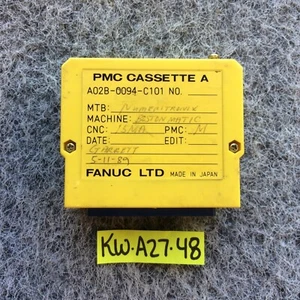 PMC CASSETTE A
A02B-0094-C101 NO.
MTB:
MACHINE:
CNC: PMC: M
DATE: EDIT:
GARRETT
5-11-89
FANUC LTD MADE IN JAPAN
KW.A27.48